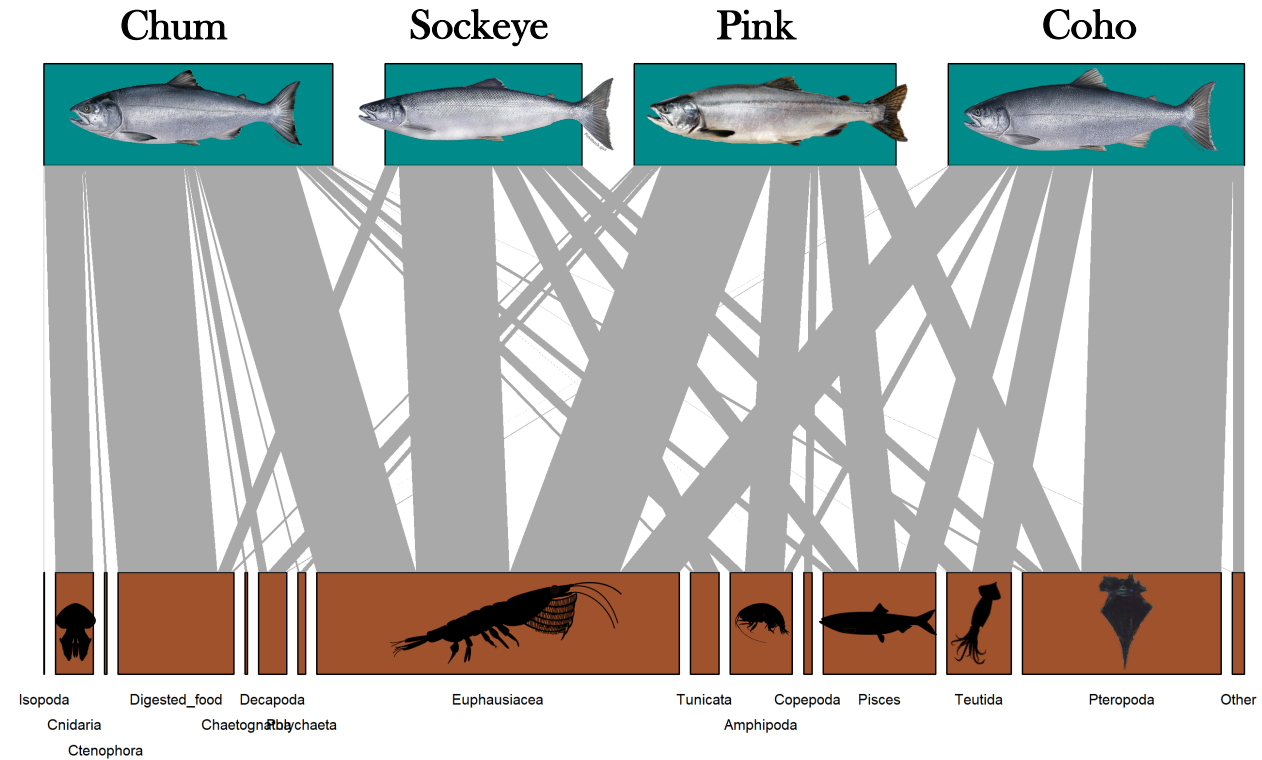 Chum Sockeye Pink Coho
Isopoda Digested_food Decapoda Euphausiacea Tunicata Copepoda Pisces Teutida Pteropoda Other
Cnidaria Chaetognatha Polychaeta Amphipoda
Ctenophora